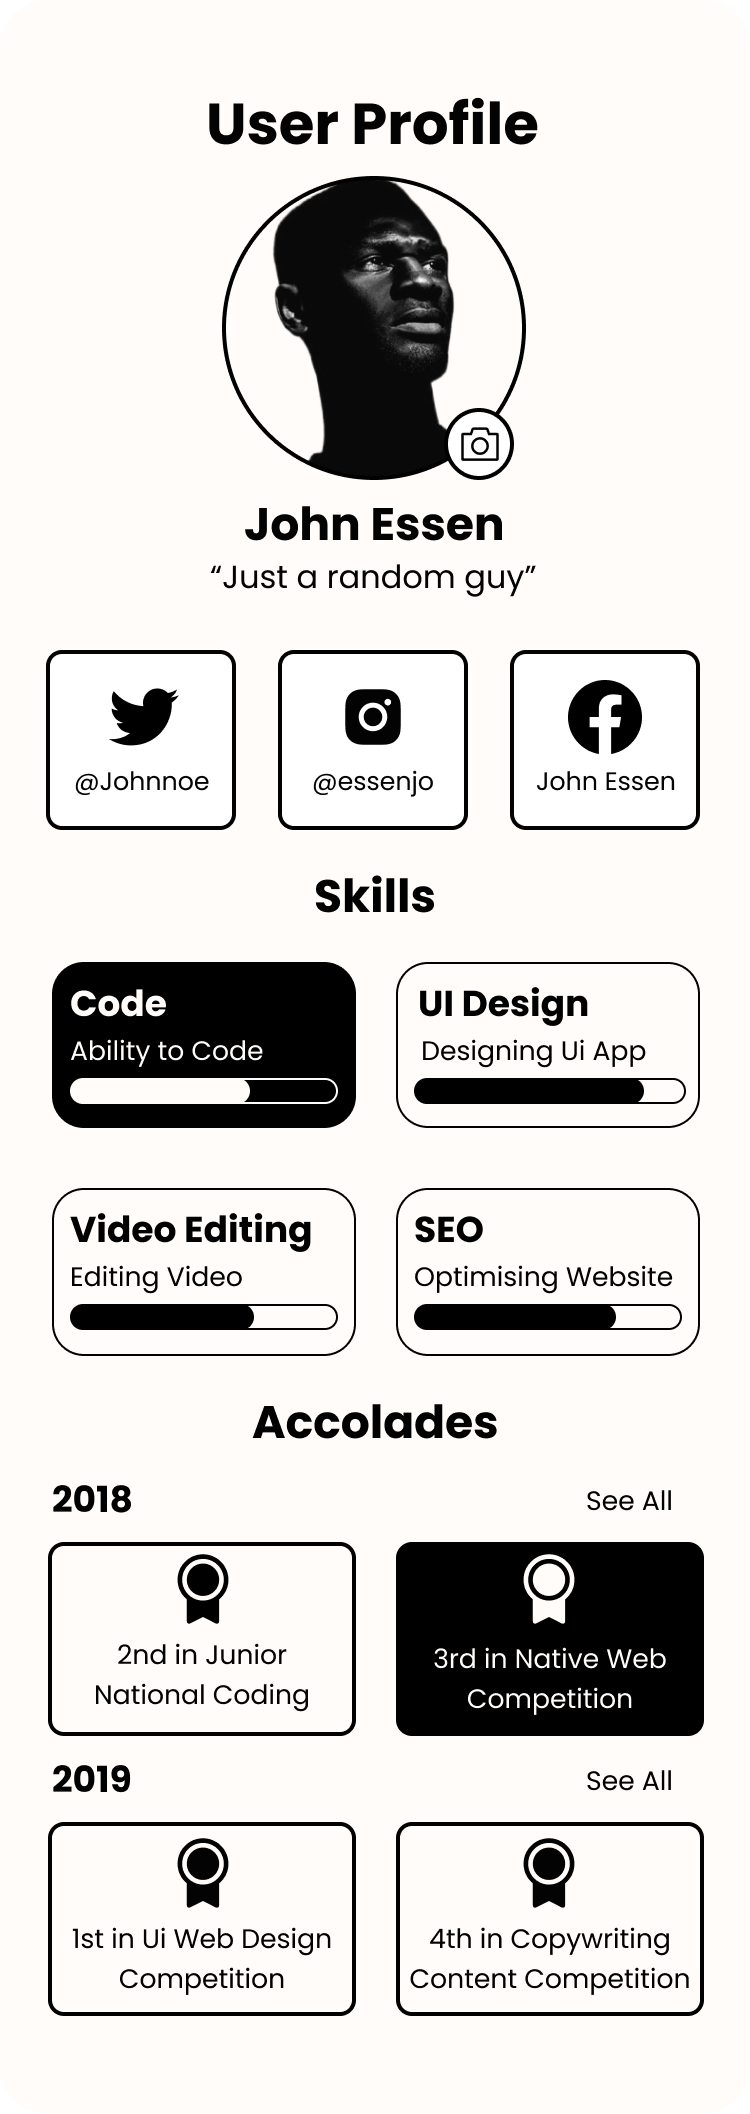 User Profile
John Essen
“Just a random guy”
@Johnnoe
@essenjo
John Essen
Skills
Code
Ability to Code
UI Design
Designing Ui App
Video Editing
Editing Video
SEO
Optimising Website
Accolades
2018
See All
2nd in Junior
National Coding
3rd in Native Web
Competition
2019
See All
1st in Ui Web Design
Competition
4th in Copywriting
Content Competition